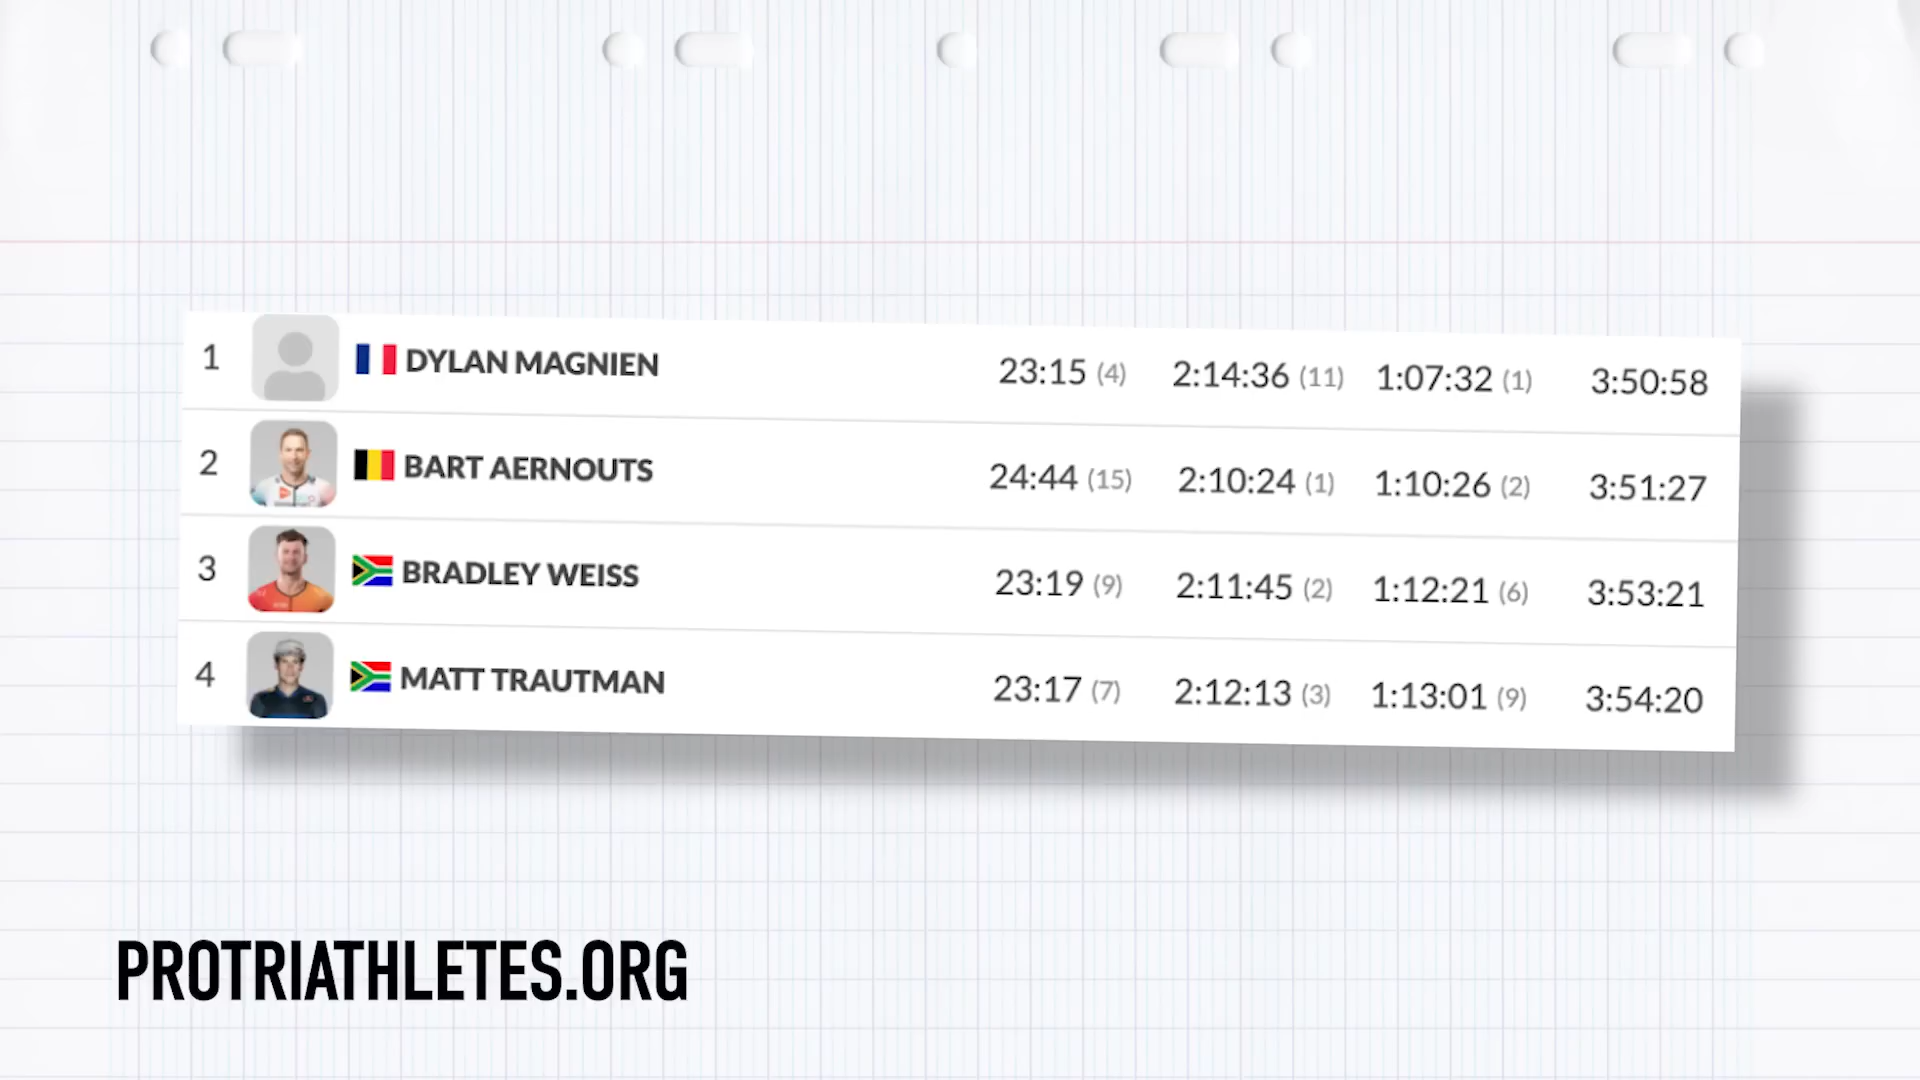 1 DYLAN MAGNIEN 23:15 (4) 2:14:36 (11) 1:07:32 (1) 3:50:58
2 BART AERNOUTS 24:44 (15) 2:10:24 (1) 1:10:26 (2) 3:51:27
3 BRADLEY WEISS 23:19 (9) 2:11:45 (2) 1:12:21 (6) 3:53:21
4 MATT TRAUTMAN 23:17 (7) 2:12:13 (3) 1:13:01 (9) 3:54:20
PROTRIATHLETES.ORG